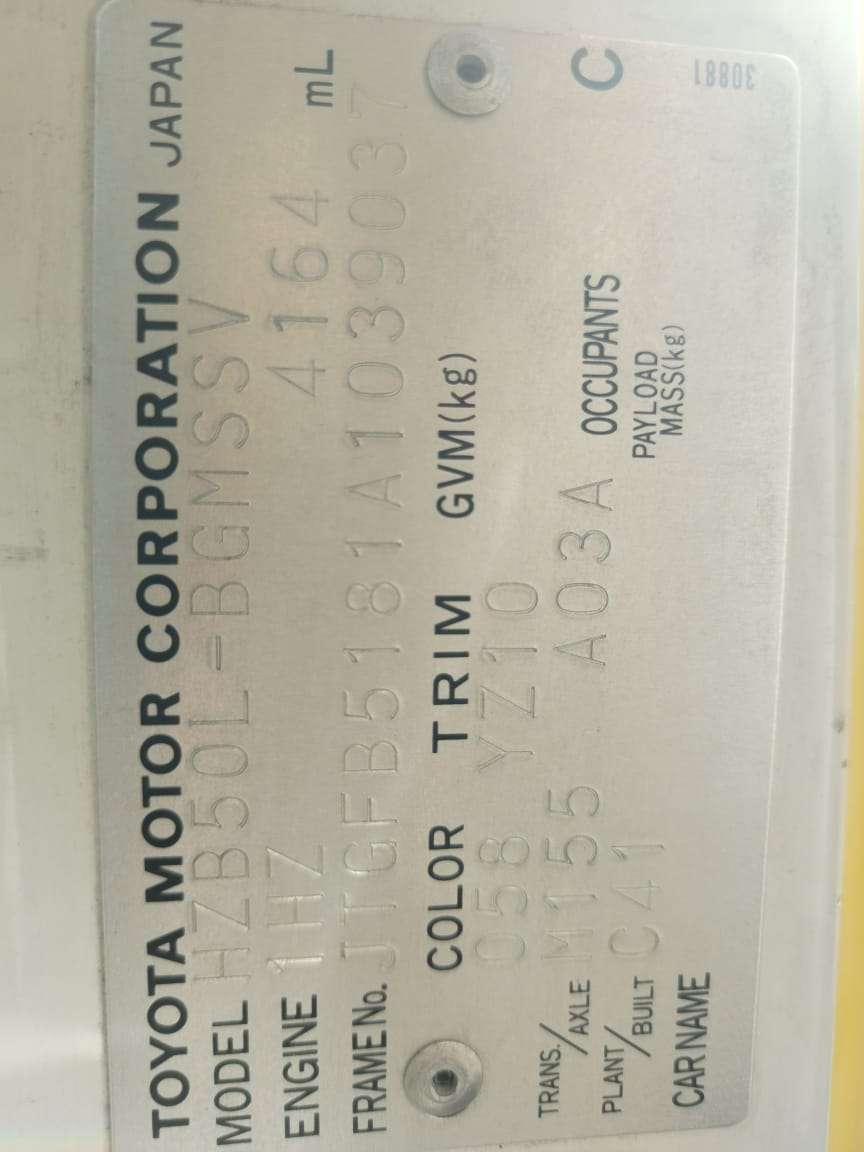 TOYOTA MOTOR CORPORATION JAPAN
MODEL HZB50L-BGMSSV
ENGINE 1HZ 4164 mL
FRAME No. JTGFB5181A1039037
COLOR TRIM GVM(kg)
058 YZ10
TRANS./AXLE M155 A03A OCCUPANTS C
PLANT/BUILT C41 PAYLOAD MASS(kg)
CAR NAME
30881